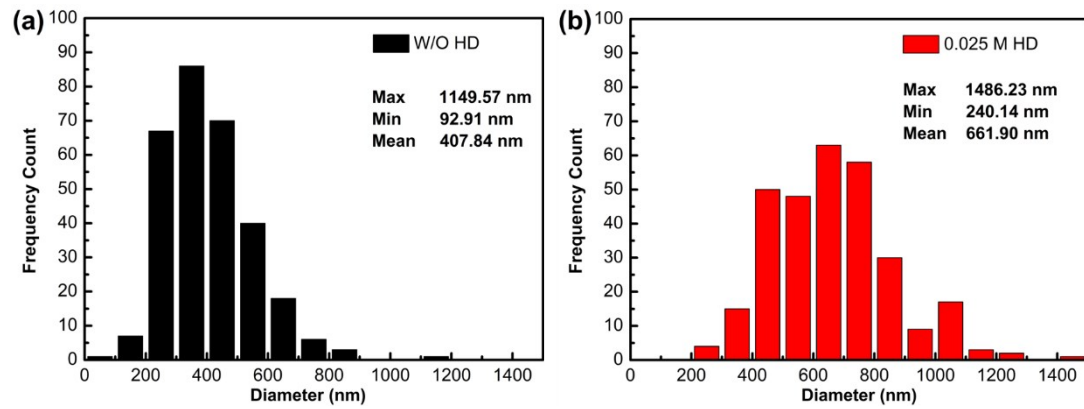 (a)
W/O HD
Max 1149.57 nm
Min 92.91 nm
Mean 407.84 nm
Frequency Count
100
90
80
70
60
50
40
30
20
10
0
0 200 400 600 800 1000 1200 1400
Diameter (nm)
(b)
0.025 M HD
Max 1486.23 nm
Min 240.14 nm
Mean 661.90 nm
Frequency Count
100
90
80
70
60
50
40
30
20
10
0
0 200 400 600 800 1000 1200 1400
Diameter (nm)